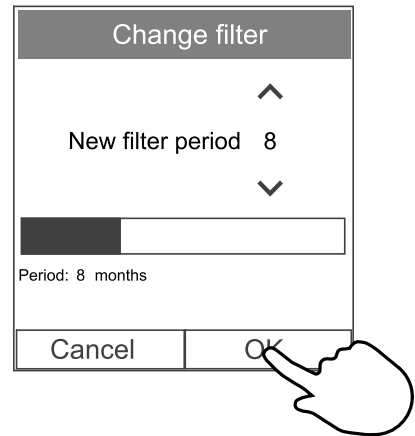 Change filter
New filter period 8
Period: 8 months
Cancel OK